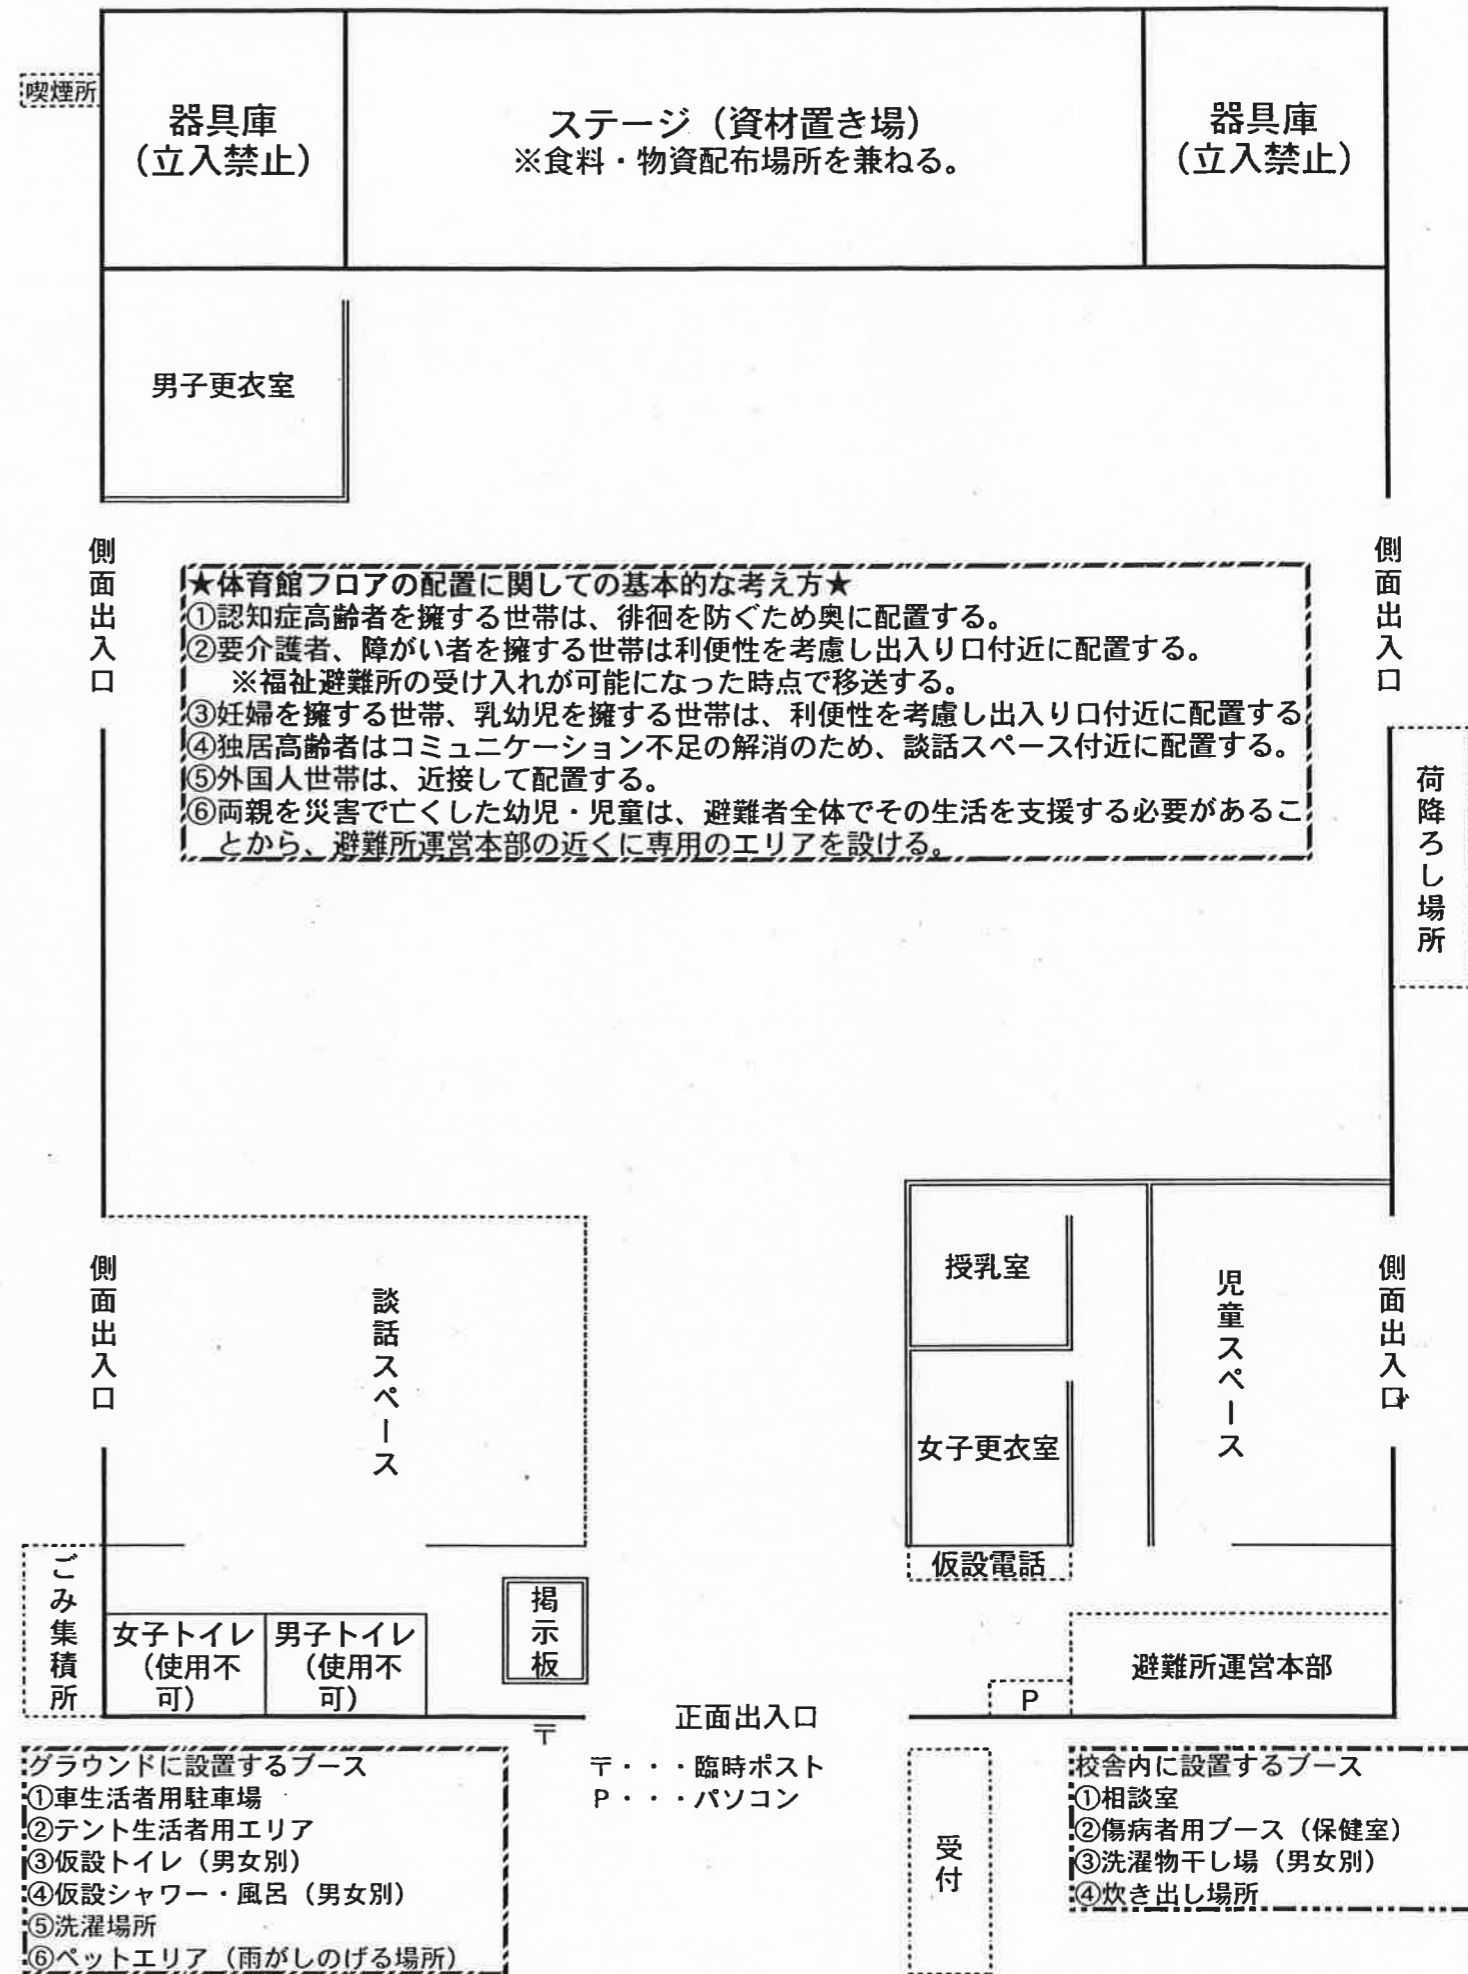 喫煙所
器具庫
（立入禁止）
ステージ（資材置き場）
※食料・物資配布場所を兼ねる。
器具庫
（立入禁止）
男子更衣室
側面出入口
側面出入口
★体育館フロアの配置に関しての基本的な考え方★
①認知症高齢者を擁する世帯は、徘徊を防ぐため奥に配置する。
②要介護者、障がい者を擁する世帯は利便性を考慮し出入り口付近に配置する。
※福祉避難所の受け入れが可能になった時点で移送する。
③妊婦を擁する世帯、乳幼児を擁する世帯は、利便性を考慮し出入り口付近に配置する
④独居高齢者はコミュニケーション不足の解消のため、談話スペース付近に配置する。
⑤外国人世帯は、近接して配置する。
⑥両親を災害で亡くした幼児・児童は、避難者全体でその生活を支援する必要があるこ
とから、避難所運営本部の近くに専用のエリアを設ける。
荷降ろし場所
側面出入口
談話スペース
授乳室
児童スペース
側面出入口
女子更衣室
仮設電話
ごみ集積所
女子トイレ
（使用不
可）
男子トイレ
（使用不
可）
掲示板
避難所運営本部
P
正面出入口
〒
〒・・・臨時ポスト
P・・・パソコン
グラウンドに設置するブース
①車生活者用駐車場
②テント生活者用エリア
③仮設トイレ（男女別）
④仮設シャワー・風呂（男女別）
⑤洗濯場所
⑥ペットエリア（雨がしのげる場所）
受付
校舎内に設置するブース
①相談室
②傷病者用ブース（保健室）
③洗濯物干し場（男女別）
④炊き出し場所